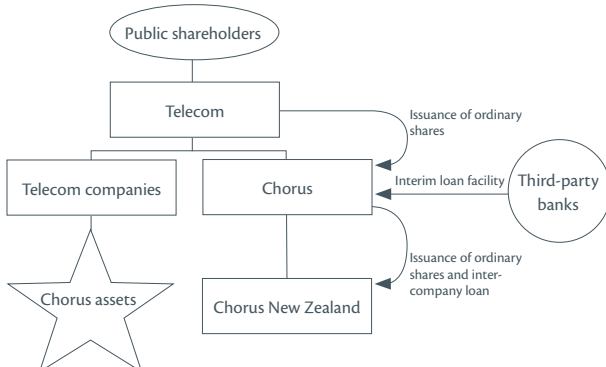 Public shareholders
Telecom
Issuance of ordinary
shares
Telecom companies
Chorus
Interim loan facility
Third-party
banks
Issuance of ordinary
shares and inter-
company loan
Chorus assets
Chorus New Zealand